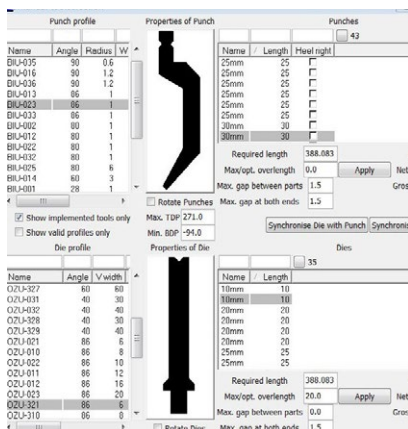 Punch profile
Properties of Punch
Punches
43
Name Angle Radius W
BIU-035 90 0.6
BIU-016 90 1.2
BIU-036 90 1.2
BIU-013 86 1
BIU-023 86 1
BIU-033 86 1
BIU-002 80 1
BIU-012 80 1
BIU-022 80 1
BIU-032 80 1
BIU-025 80 6
BIU-014 60 3
BIU-001 28 1
Show implemented tools only
Show valid profiles only
Rotate Punches
Max. TDP 271.0
Min. BDP -94.0
Name / Length Heel right
25mm 25
25mm 25
25mm 25
25mm 25
25mm 25
30mm 30
30mm 30
Required length 388.083
Max/opt. overlength 0.0 Apply Net
Max. gap between parts 1.5 Gros
Max. gap at both ends 1.5
Synchronise Die with Punch Synchronis
Die profile
Properties of Die
Dies
35
Name Angle V width
OZU-327 60 60
OZU-031 40 30
OZU-032 40 40
OZU-328 40 30
OZU-329 40 40
OZU-021 86 6
OZU-010 86 8
OZU-022 86 10
OZU-011 86 12
OZU-012 86 16
OZU-023 86 20
OZU-321 86 6
OZU-310 86 8
Rotate Dies
Name / Length
10mm 10
10mm 10
20mm 20
20mm 20
20mm 20
20mm 20
25mm 25
25mm 25
Required length 388.083
Max/opt. overlength 20.0 Apply Net
Max. gap between parts 0.0 Gros
Max. gap at both ends 1.5